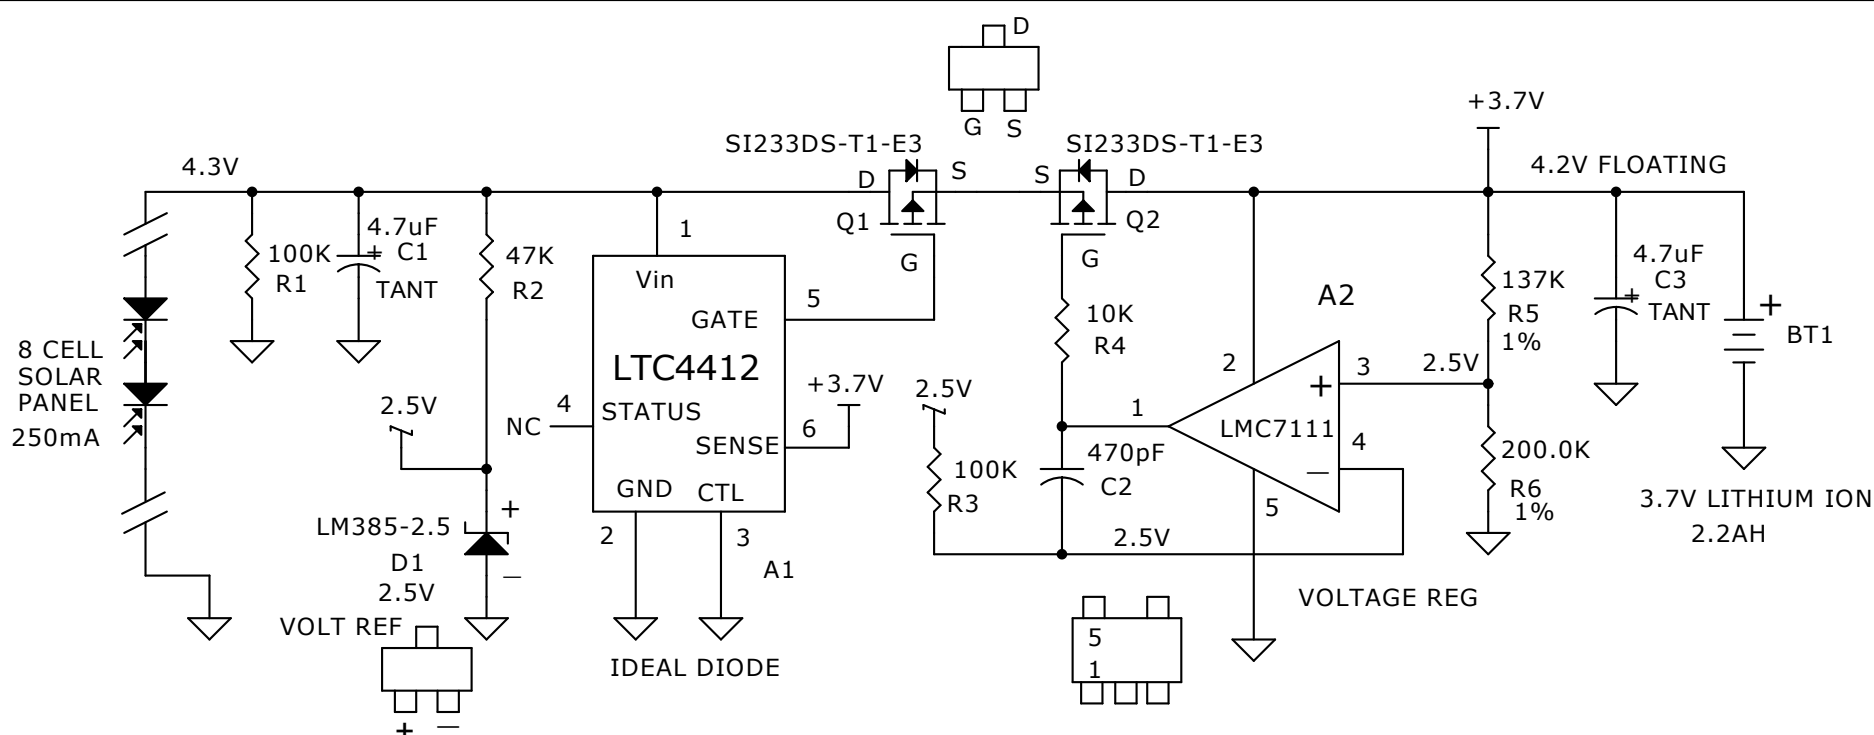 D
G S
SI233DS-T1-E3
SI233DS-T1-E3
+3.7V
4.3V
4.2V FLOATING
D
S
S
D
Q1
Q2
G
G
100K
R1
4.7uF
+ C1
TANT
47K
R2
1
Vin
GATE
5
LTC4412
4
NC
STATUS
SENSE
6
+3.7V
GND
CTL
2
3
A1
IDEAL DIODE
8 CELL
SOLAR
PANEL
250mA
2.5V
LM385-2.5
D1
2.5V
+
—
VOLT REF
+ —
10K
R4
2.5V
100K
R3
470pF
C2
2.5V
1
2
A2
+
3
LMC7111
4
—
5
2.5V
137K
R5
1%
200.0K
R6
1%
4.7uF
C3
+
TANT
+
BT1
3.7V LITHIUM ION
2.2AH
VOLTAGE REG
5
1